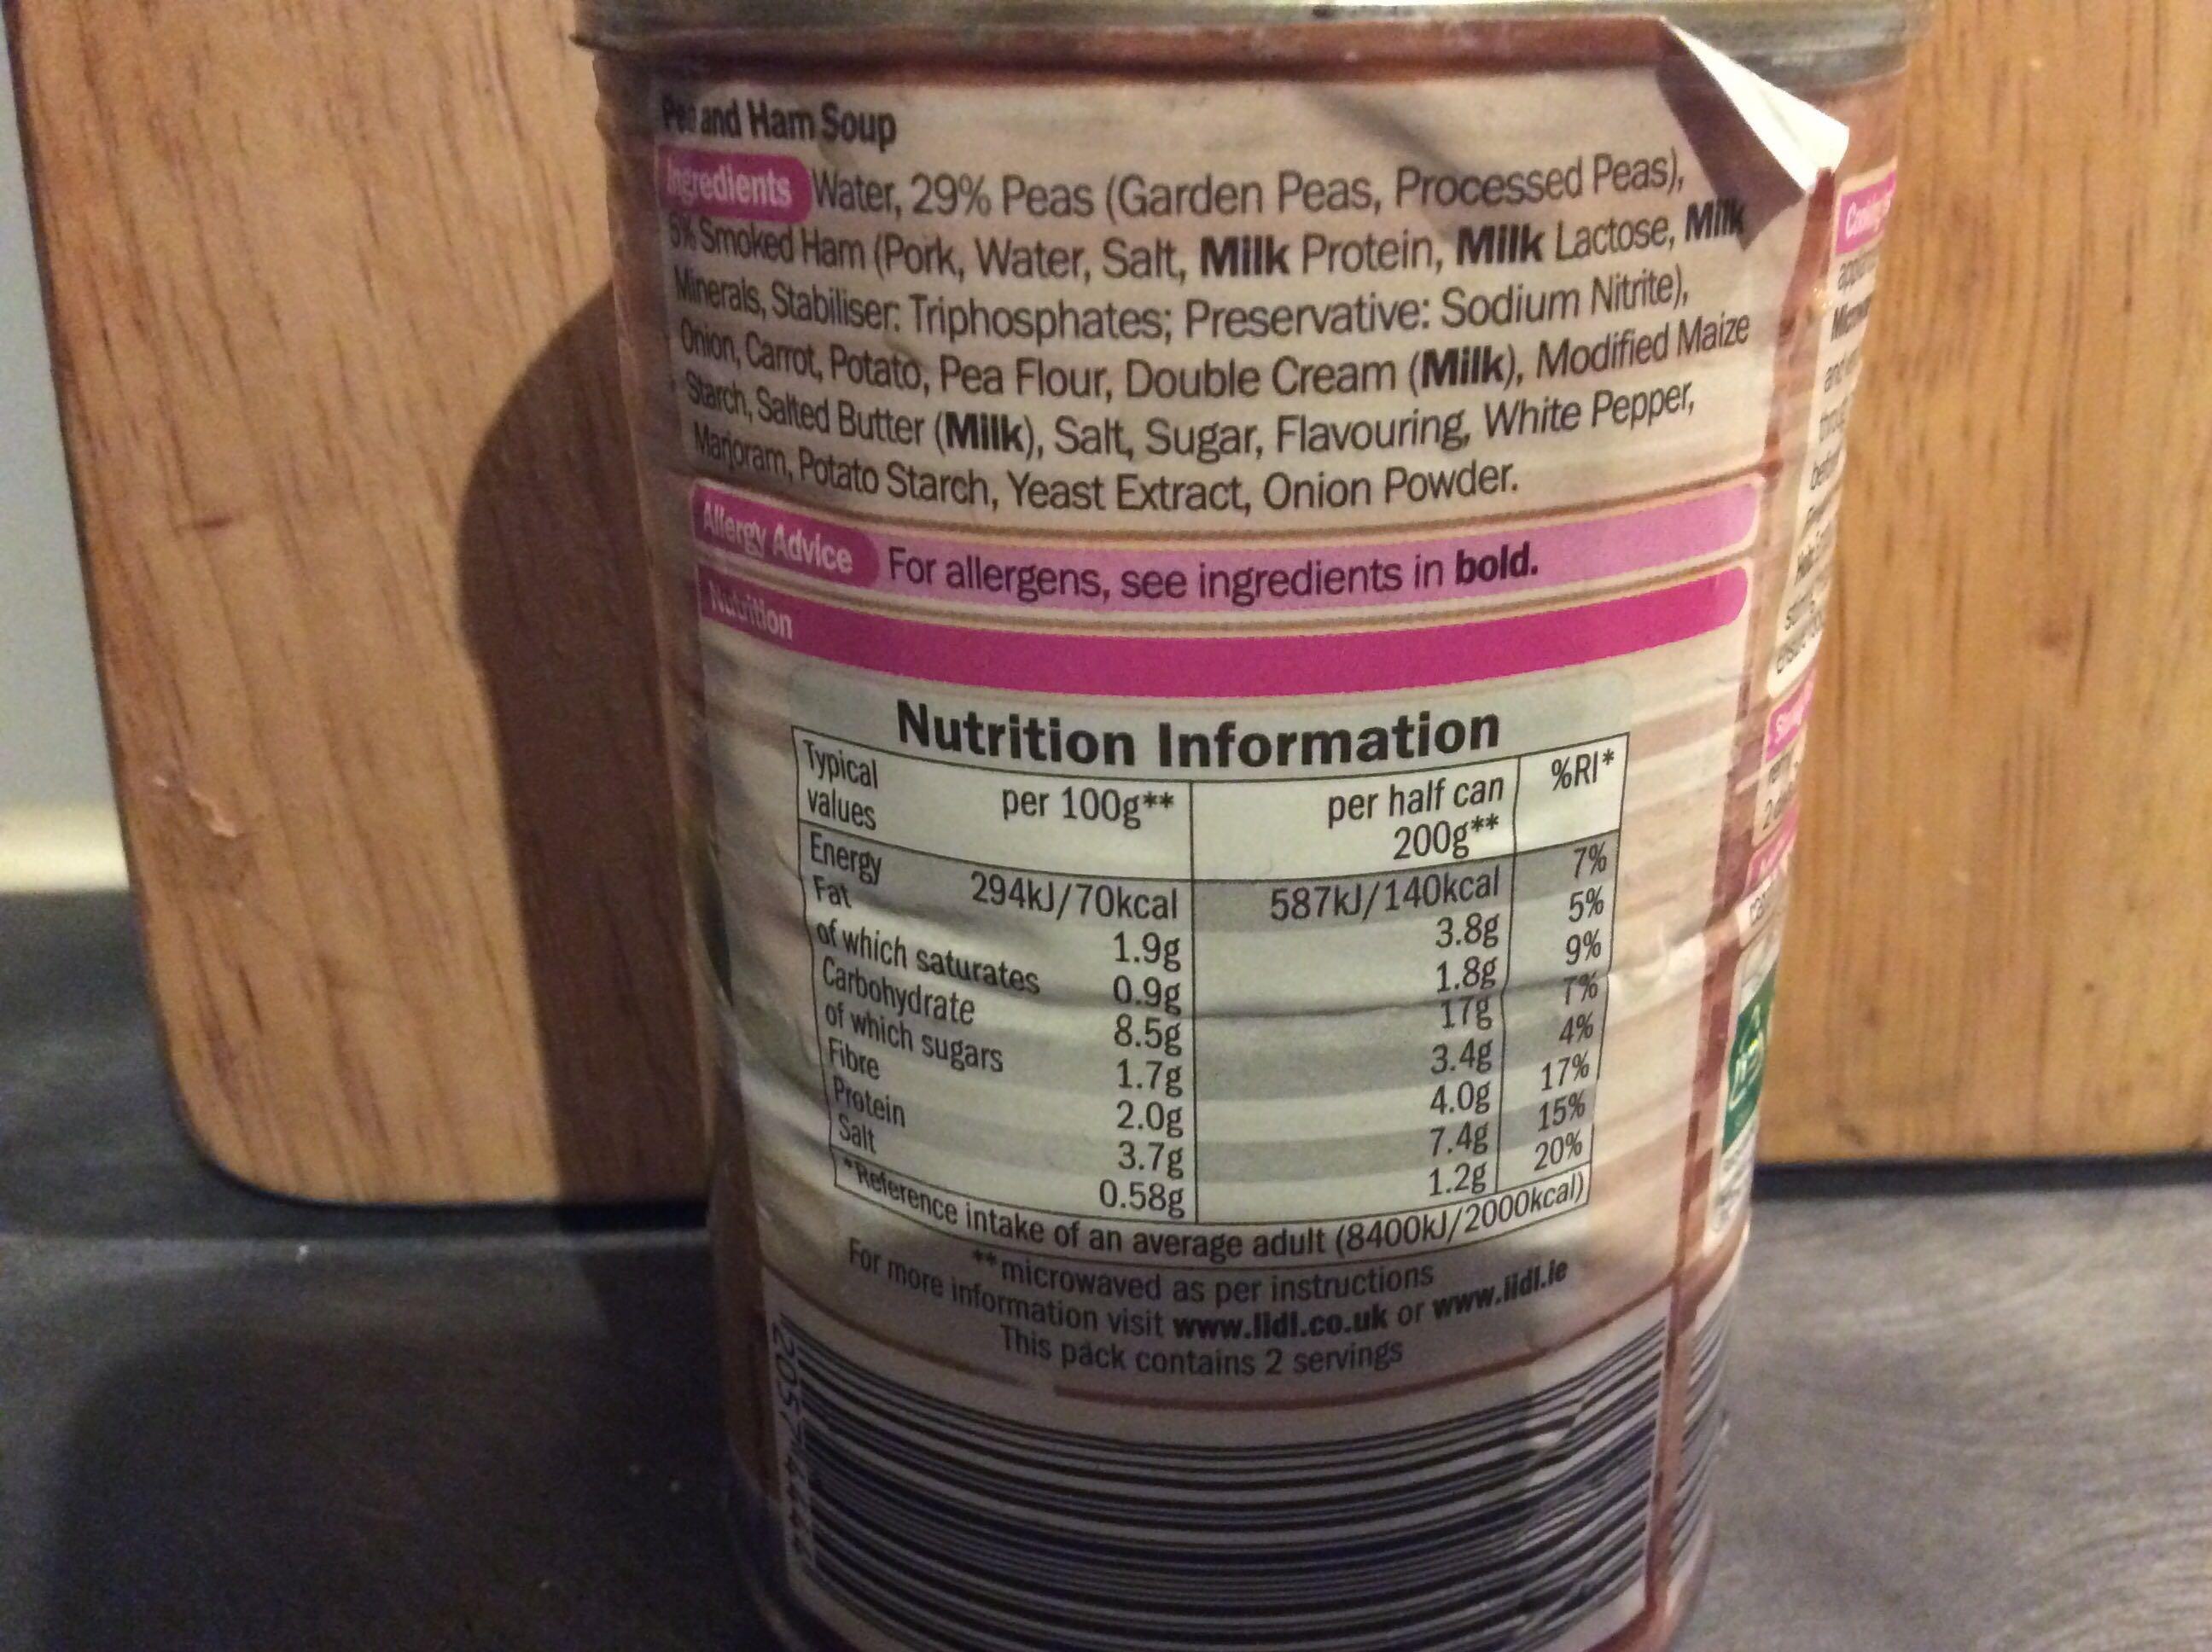 Pea and Ham Soup
Ingredients Water, 29% Peas (Garden Peas, Processed Peas),
5% Smoked Ham (Pork, Water, Salt, Milk Protein, Milk Lactose, Milk
Minerals, Stabiliser: Triphosphates; Preservative: Sodium Nitrite),
Onion, Carrot, Potato, Pea Flour, Double Cream (Milk), Modified Maize
Starch, Salted Butter (Milk), Salt, Sugar, Flavouring, White Pepper,
Marjoram, Potato Starch, Yeast Extract, Onion Powder.
Allergy Advice For allergens, see ingredients in bold.
Nutrition
Nutrition Information
Typical values per 100g** per half can 200g** %RI*
Energy 294kJ/70kcal 587kJ/140kcal 7%
Fat 1.9g 3.8g 5%
of which saturates 0.9g 1.8g 9%
Carbohydrate 8.5g 17g 7%
of which sugars 1.7g 3.4g 4%
Fibre 2.0g 4.0g 17%
Protein 3.7g 7.4g 15%
Salt 0.58g 1.2g 20%
*Reference intake of an average adult (8400kJ/2000kcal)
**microwaved as per instructions
For more information visit www.lidl.co.uk or www.lidl.ie
This pack contains 2 servings